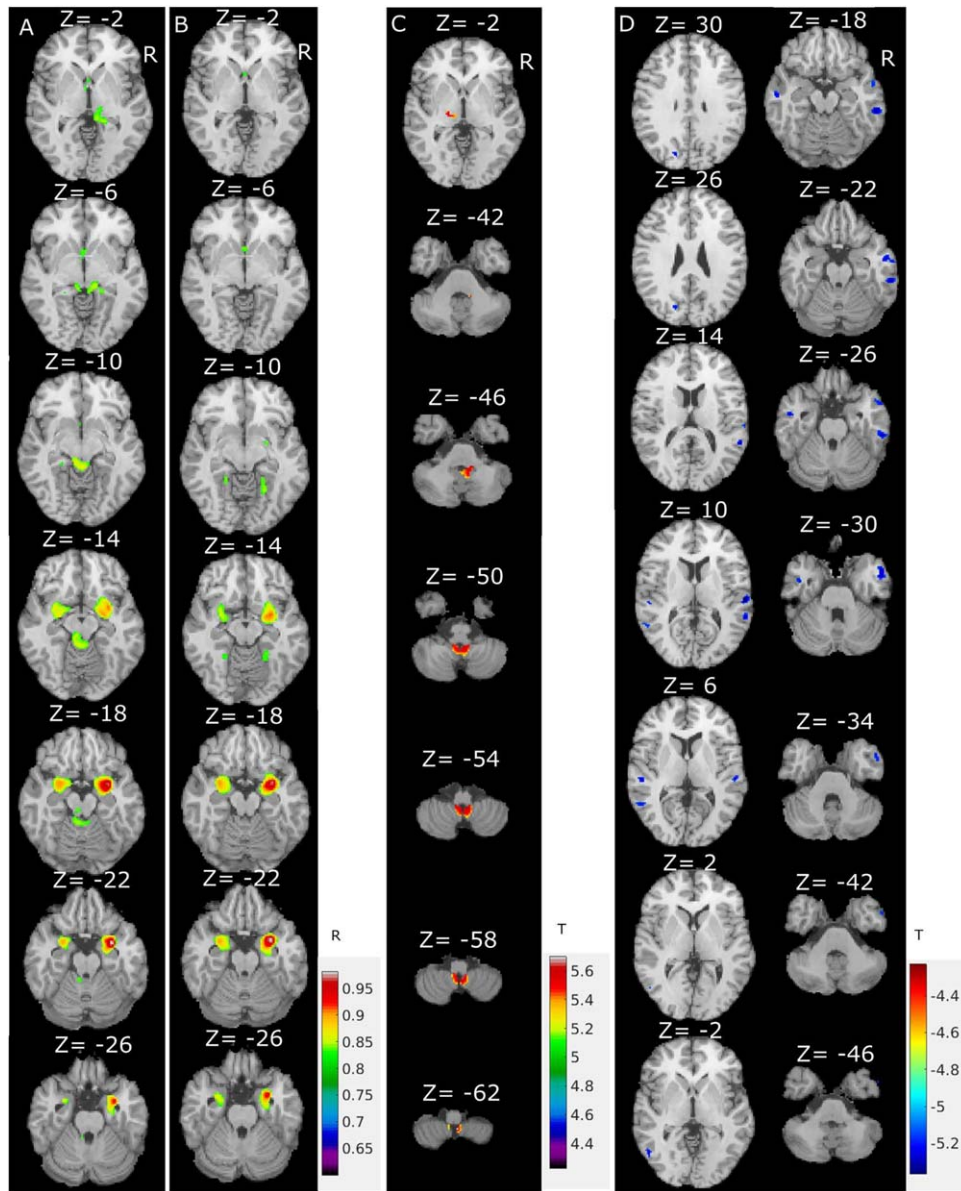 A
Z= -2
R
Z= -6
Z= -10
Z= -14
Z= -18
Z= -22
Z= -26
B
Z= -2
Z= -6
Z= -10
Z= -14
Z= -18
Z= -22
Z= -26
R
0.95
0.9
0.85
0.8
0.75
0.7
0.65
C
Z= -2
R
Z= -42
Z= -46
Z= -50
Z= -54
Z= -58
Z= -62
T
5.6
5.4
5.2
5
4.8
4.6
4.4
D
Z= 30
Z= 26
Z= 14
Z= 10
Z= 6
Z= 2
Z= -2
Z= -18
R
Z= -22
Z= -26
Z= -30
Z= -34
Z= -42
Z= -46
T
-4.4
-4.6
-4.8
-5
-5.2